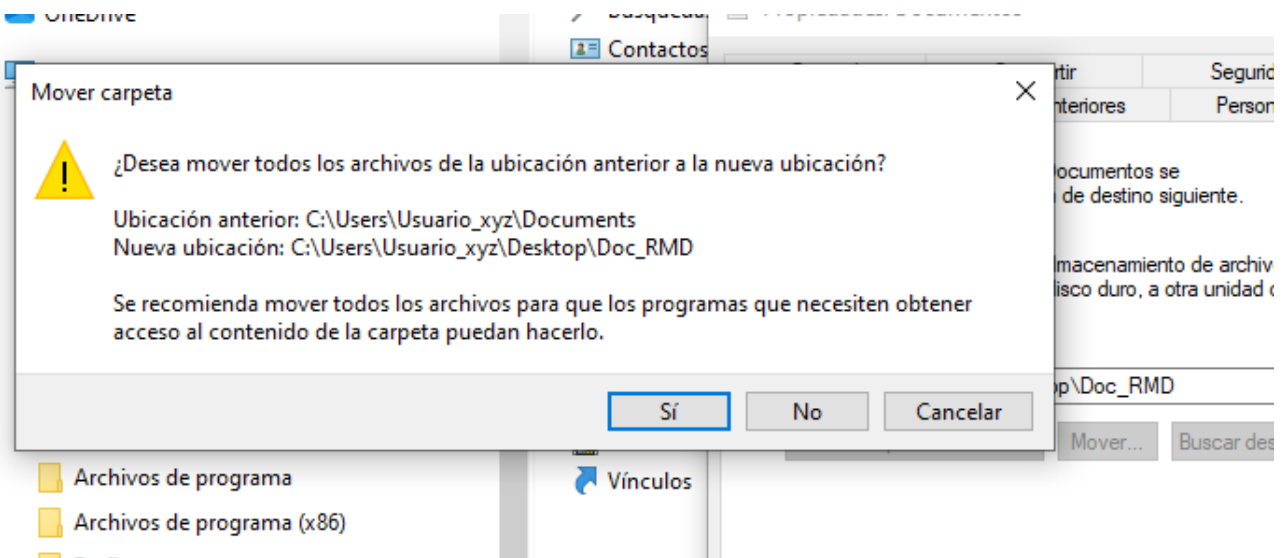 OneDrive
Contactos
Mover carpeta
rtir
Segurid
nteriores
Person
¿Desea mover todos los archivos de la ubicación anterior a la nueva ubicación?
ocumentos se
de destino siguiente.
Ubicación anterior: C:\Users\Usuario_xyz\Documents
Nueva ubicación: C:\Users\Usuario_xyz\Desktop\Doc_RMD
macenamiento de archiv
isco duro, a otra unidad
Se recomienda mover todos los archivos para que los programas que necesiten obtener
acceso al contenido de la carpeta puedan hacerlo.
op\Doc_RMD
Sí
No
Cancelar
Mover...
Buscar des
Archivos de programa
Vínculos
Archivos de programa (x86)